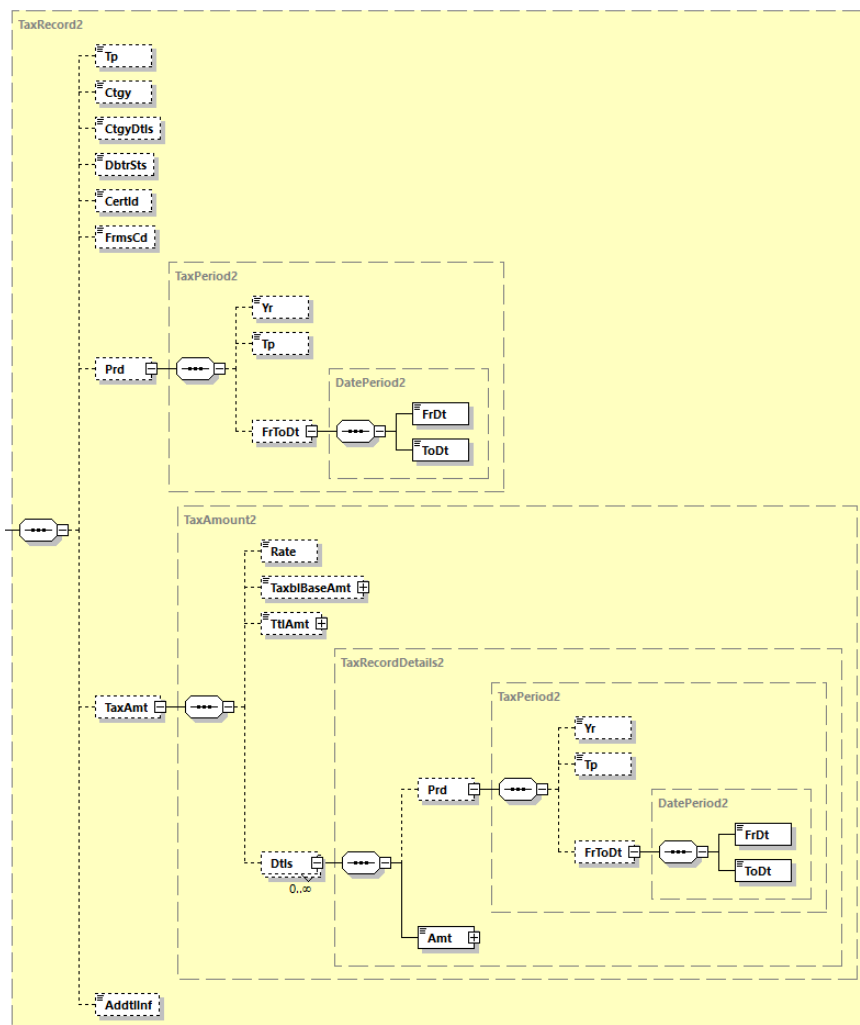 TaxRecord2
Tp
Ctgy
CtgyDtls
DbtrSts
CertId
FrmsCd
TaxPeriod2
Yr
Tp
Prd
DatePeriod2
FrDt
FrToDt
ToDt
TaxAmount2
Rate
TaxblBaseAmt
TtlAmt
TaxRecordDetails2
TaxPeriod2
TaxAmt
Yr
Tp
Prd
DatePeriod2
FrDt
FrToDt
ToDt
Dtls
0..∞
Amt
AddtlInf